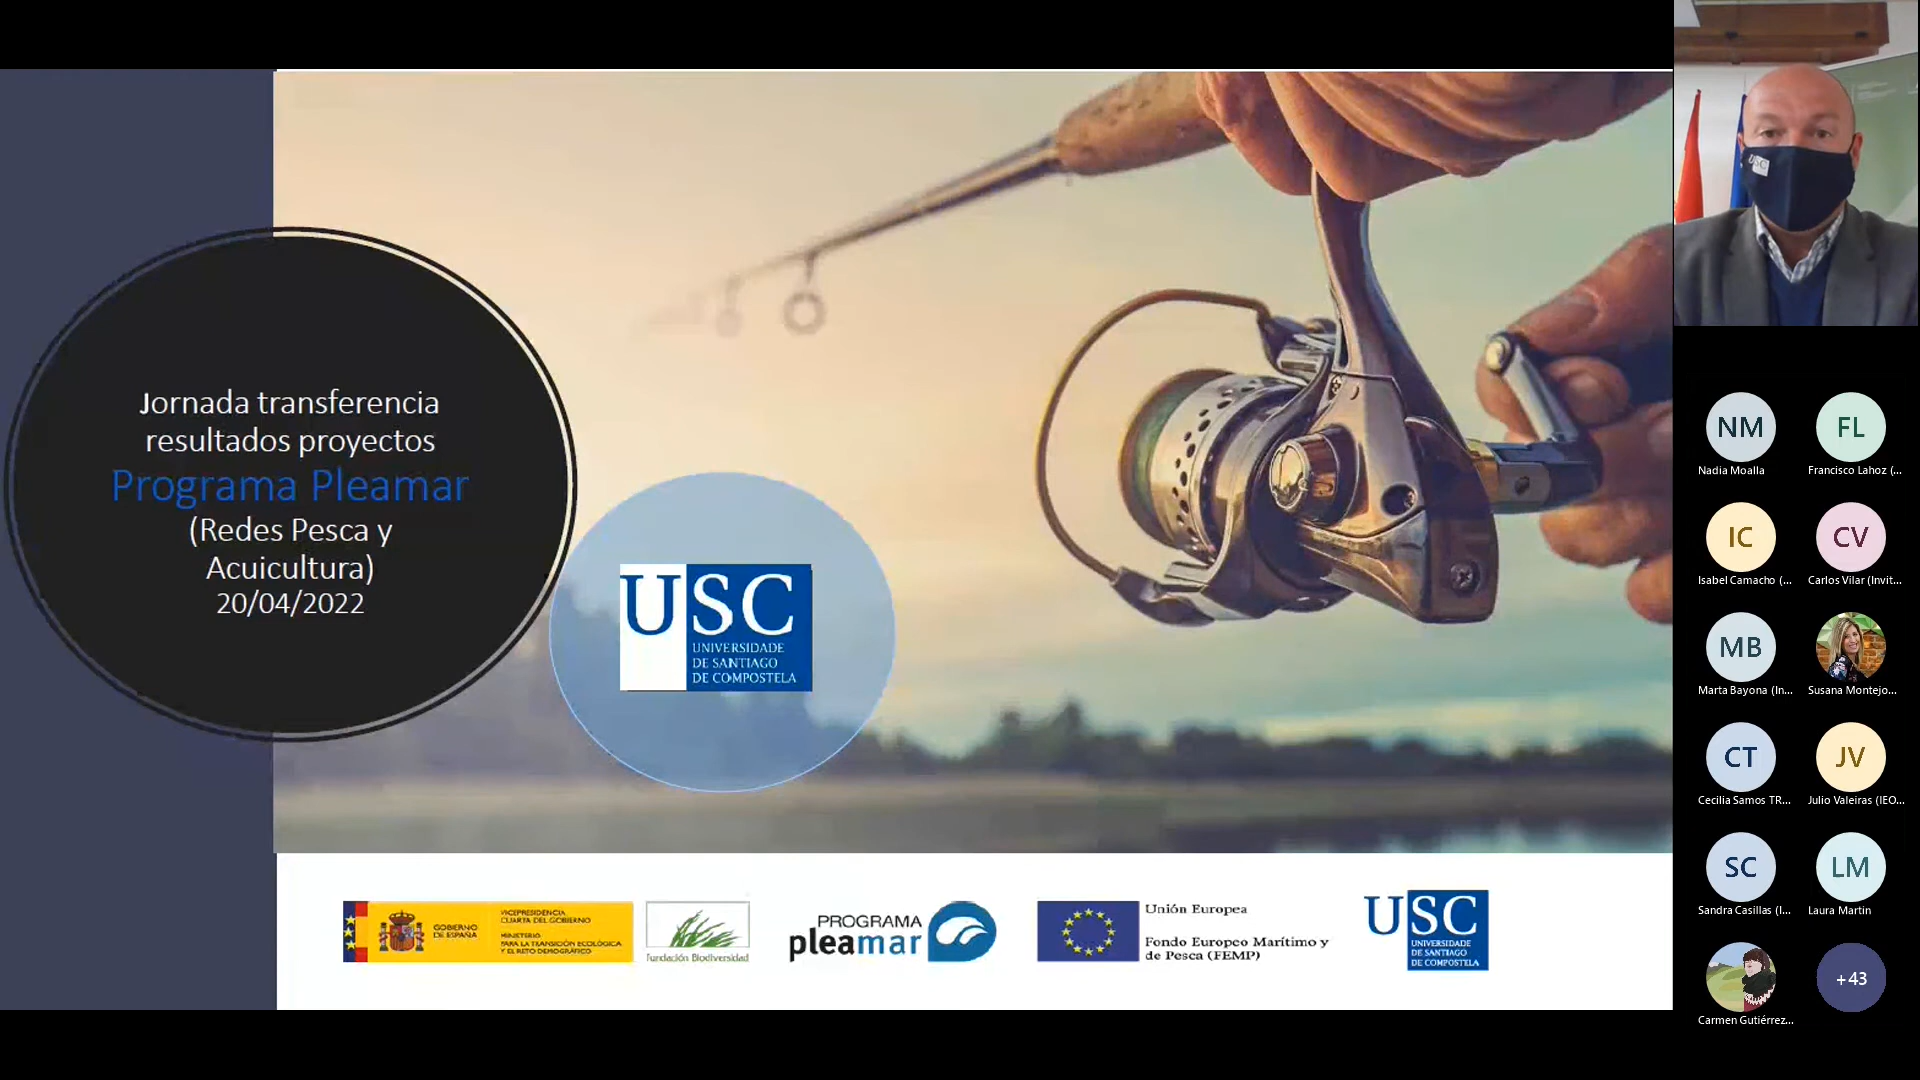 Jornada transferencia
resultados proyectos
Programa Pleamar
(Redes Pesca y
Acuicultura)
20/04/2022
USC
UNIVERSIDADE
DE SANTIAGO
DE COMPOSTELA
GOBIERNO
DE ESPAÑA
VICEPRESIDENCIA
CUARTA DEL GOBIERNO
MINISTERIO
PARA LA TRANSICIÓN ECOLÓGICA
Y EL RETO DEMOGRÁFICO
Fundación Biodiversidad
PROGRAMA
pleamar
Unión Europea
Fondo Europeo Marítimo y
de Pesca (FEMP)
USC
UNIVERSIDADE
DE SANTIAGO
DE COMPOSTELA
USC
NM
FL
Nadia Moalla
Francisco Lahoz (...
IC
CV
Isabel Camacho (...
Carlos Vilar (Invit...
MB
Marta Bayona (In...
Susana Montejo...
CT
JV
Cecilia Samos TR...
Julio Valeiras (IEO...
SC
LM
Sandra Casillas (I...
Laura Martin
+43
Carmen Gutiérrez...